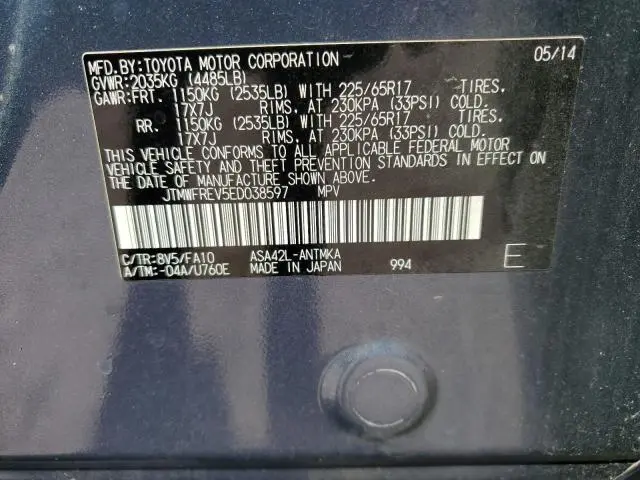 MFD.BY:TOYOTA MOTOR CORPORATION 05/14
GVWR:2035KG (4485LB)
GAWR:FRT. 1150KG (2535LB) WITH 225/65R17 TIRES.
17X7J RIMS. AT 230KPA (33PSI) COLD.
RR. 1150KG (2535LB) WITH 225/65R17 TIRES.
17X7J RIMS. AT 230KPA (33PSI) COLD.
THIS VEHICLE CONFORMS TO ALL APPLICABLE FEDERAL MOTOR
VEHICLE SAFETY AND THEFT PREVENTION STANDARDS IN EFFECT ON
THE DATE OF MANUFACTURE SHOWN ABOVE.
JTMWFREV5ED038597 MPV
C/TR:8V5/FA10 ASA42L-ANTMKA
A/TM:-04A/U760E MADE IN JAPAN 994 E